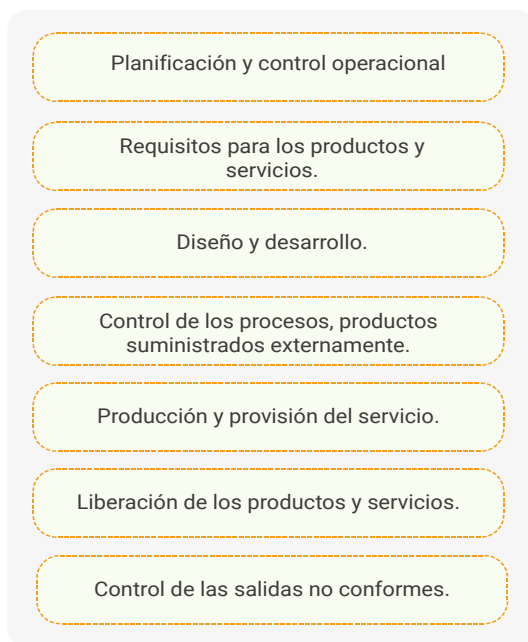 Planificación y control operacional
Requisitos para los productos y
servicios.
Diseño y desarrollo.
Control de los procesos, productos
suministrados externamente.
Producción y provisión del servicio.
Liberación de los productos y servicios.
Control de las salidas no conformes.